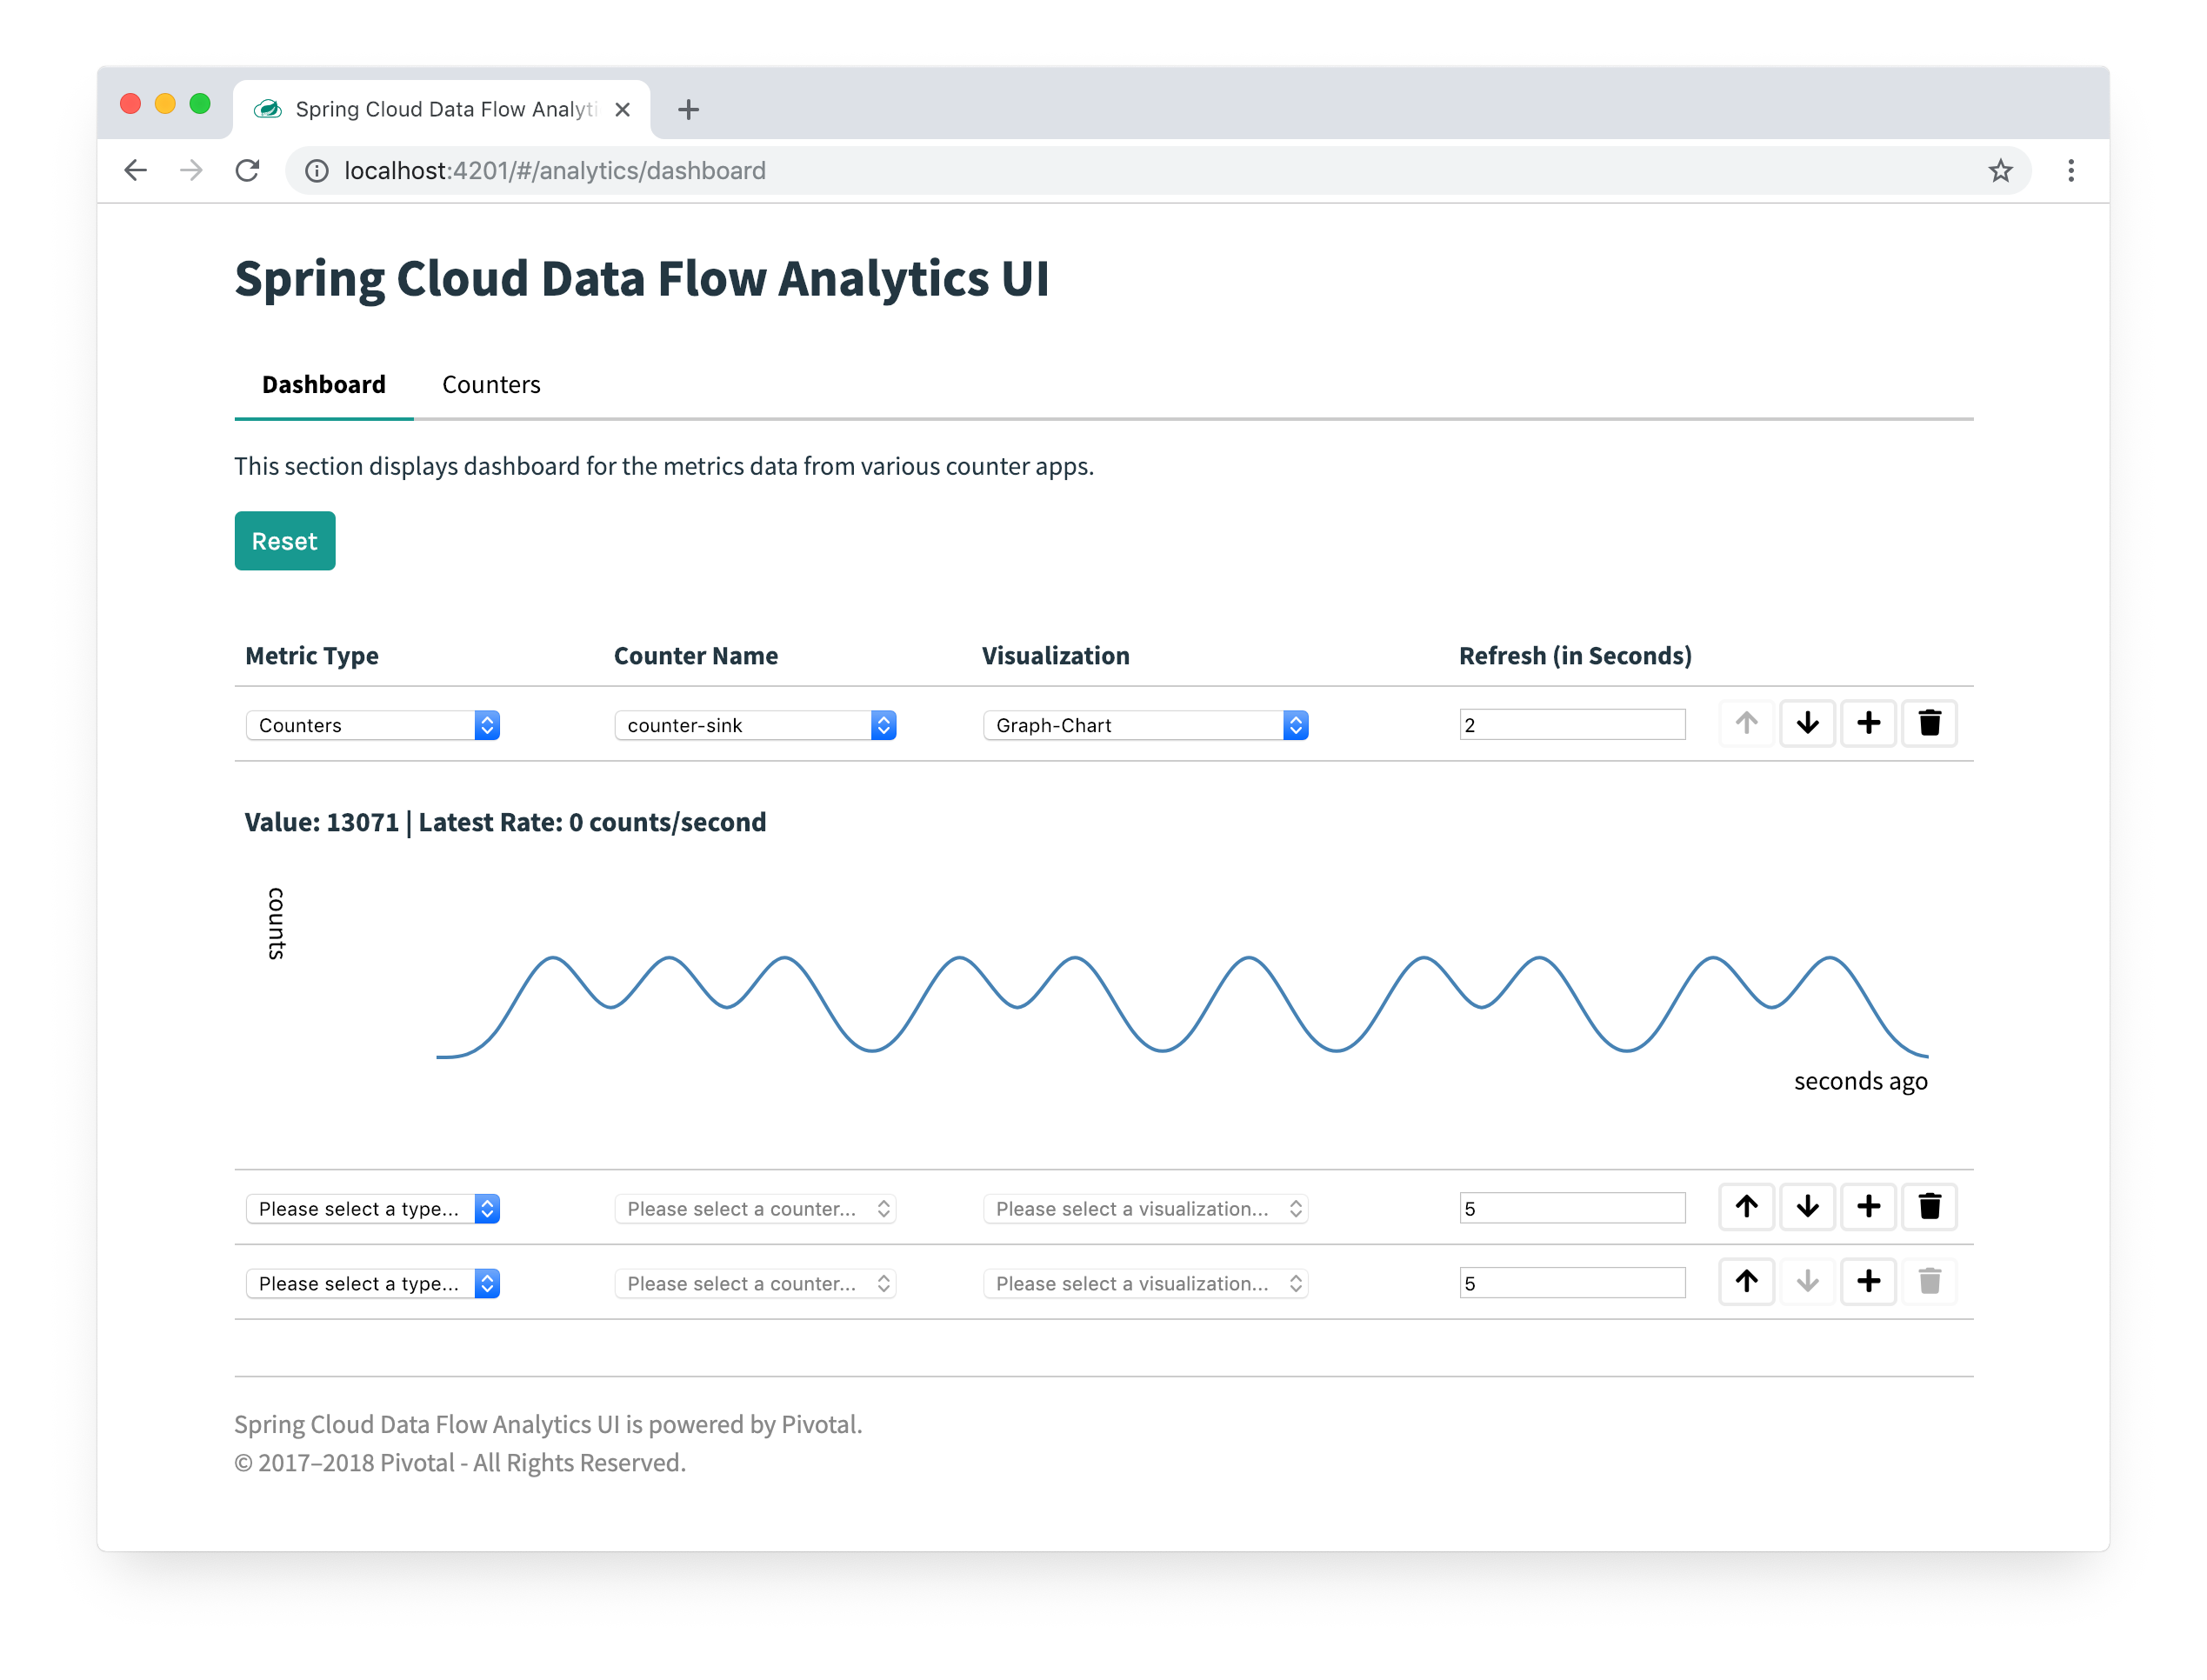 Spring Cloud Data Flow Analyti
localhost:4201/#/analytics/dashboard
Spring Cloud Data Flow Analytics UI
Dashboard Counters
This section displays dashboard for the metrics data from various counter apps.
Reset
Metric Type Counter Name Visualization Refresh (in Seconds)
Counters counter-sink Graph-Chart 2
Value: 13071 | Latest Rate: 0 counts/second
counts
seconds ago
Please select a type... Please select a counter... Please select a visualization... 5
Please select a type... Please select a counter... Please select a visualization... 5
Spring Cloud Data Flow Analytics UI is powered by Pivotal.
© 2017–2018 Pivotal - All Rights Reserved.